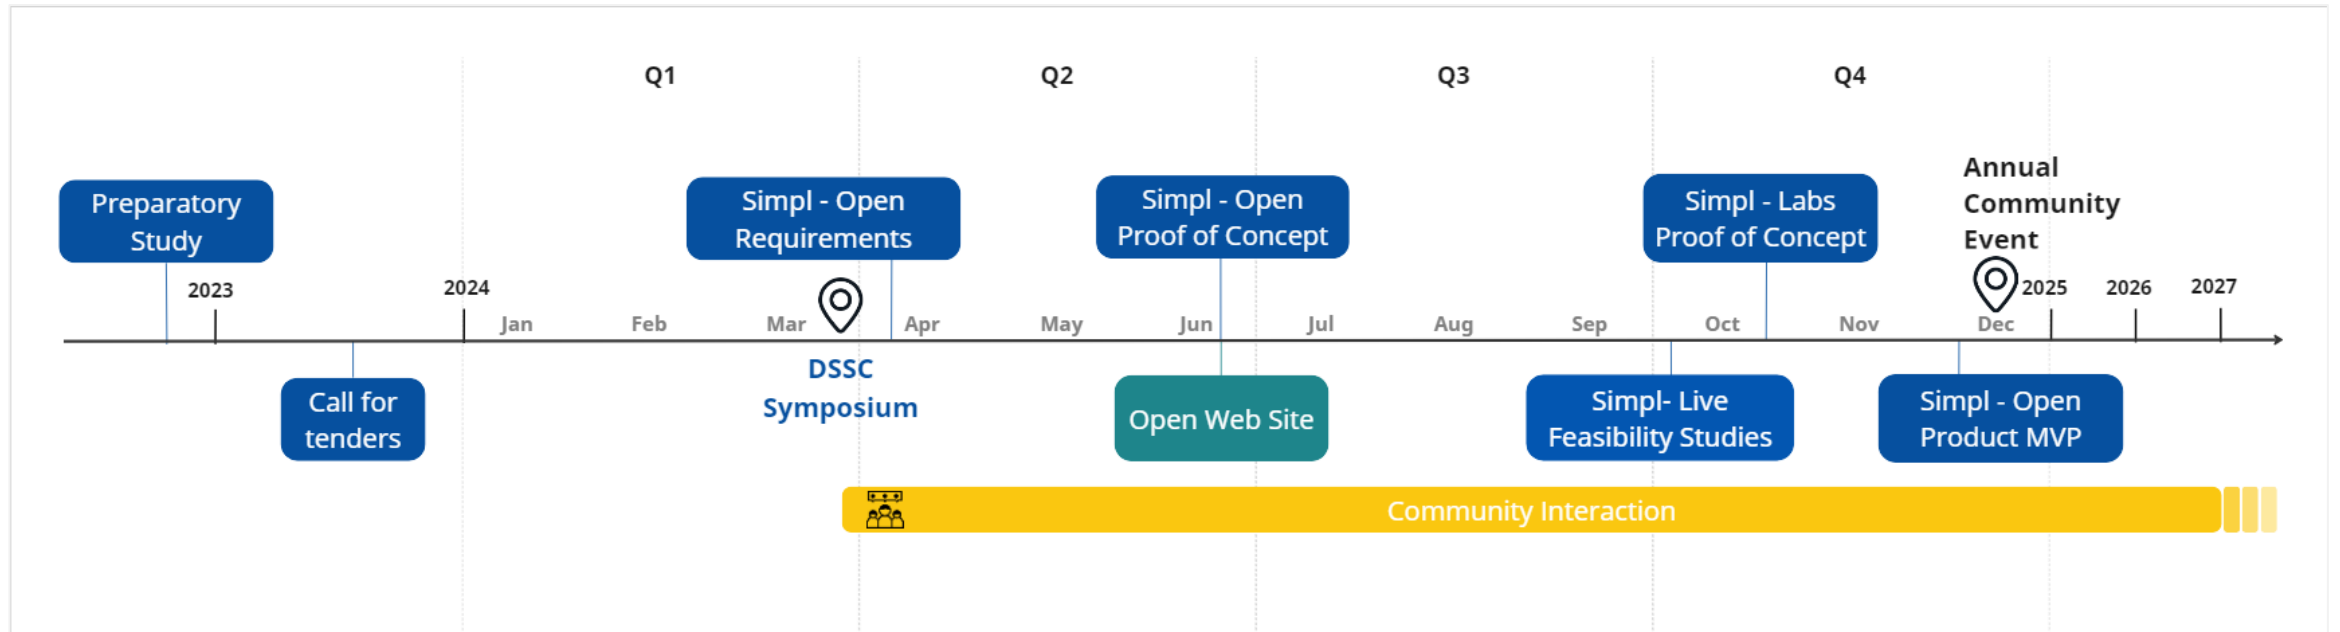 Q1
Q2
Q3
Q4
Annual
Community
Event
Preparatory
Study
Simpl - Open
Requirements
Simpl - Open
Proof of Concept
Simpl - Labs
Proof of Concept
2023
2024
2025
2026
2027
Jan
Feb
Mar
Apr
May
Jun
Jul
Aug
Sep
Oct
Nov
Dec
DSSC
Symposium
Call for
tenders
Open Web Site
Simpl- Live
Feasibility Studies
Simpl - Open
Product MVP
Community Interaction